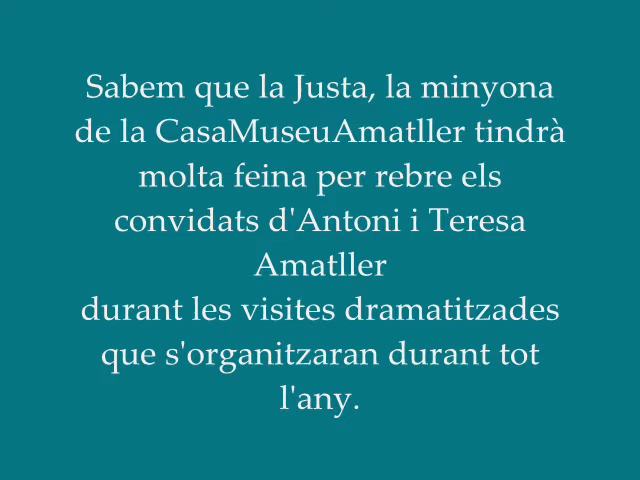 Sabem que la Justa, la minyona
de la CasaMuseuAmatller tindrà
molta feina per rebre els
convidats d'Antoni i Teresa
Amatller
durant les visites dramatitzades
que s'organitzaran durant tot
l'any.